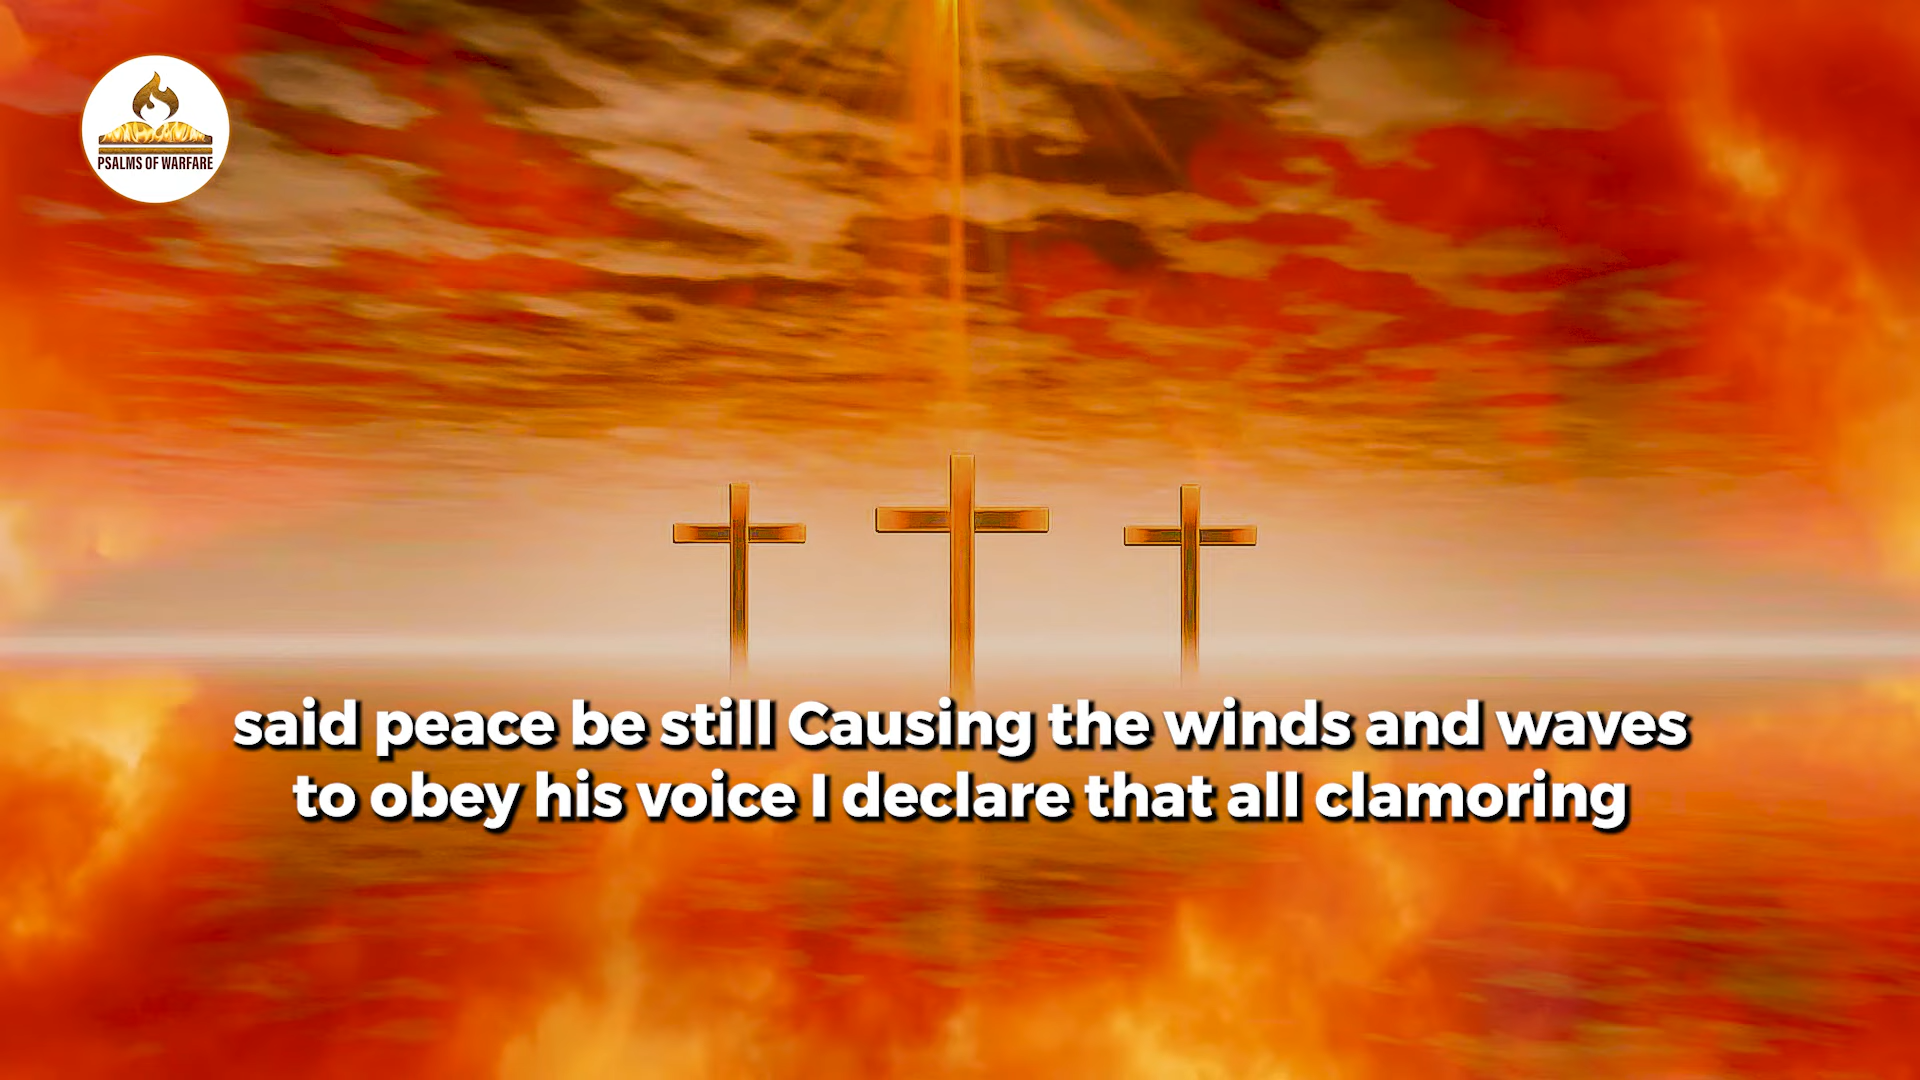 PSALMS OF WARFARE
said peace be still Causing the winds and waves
to obey his voice I declare that all clamoring